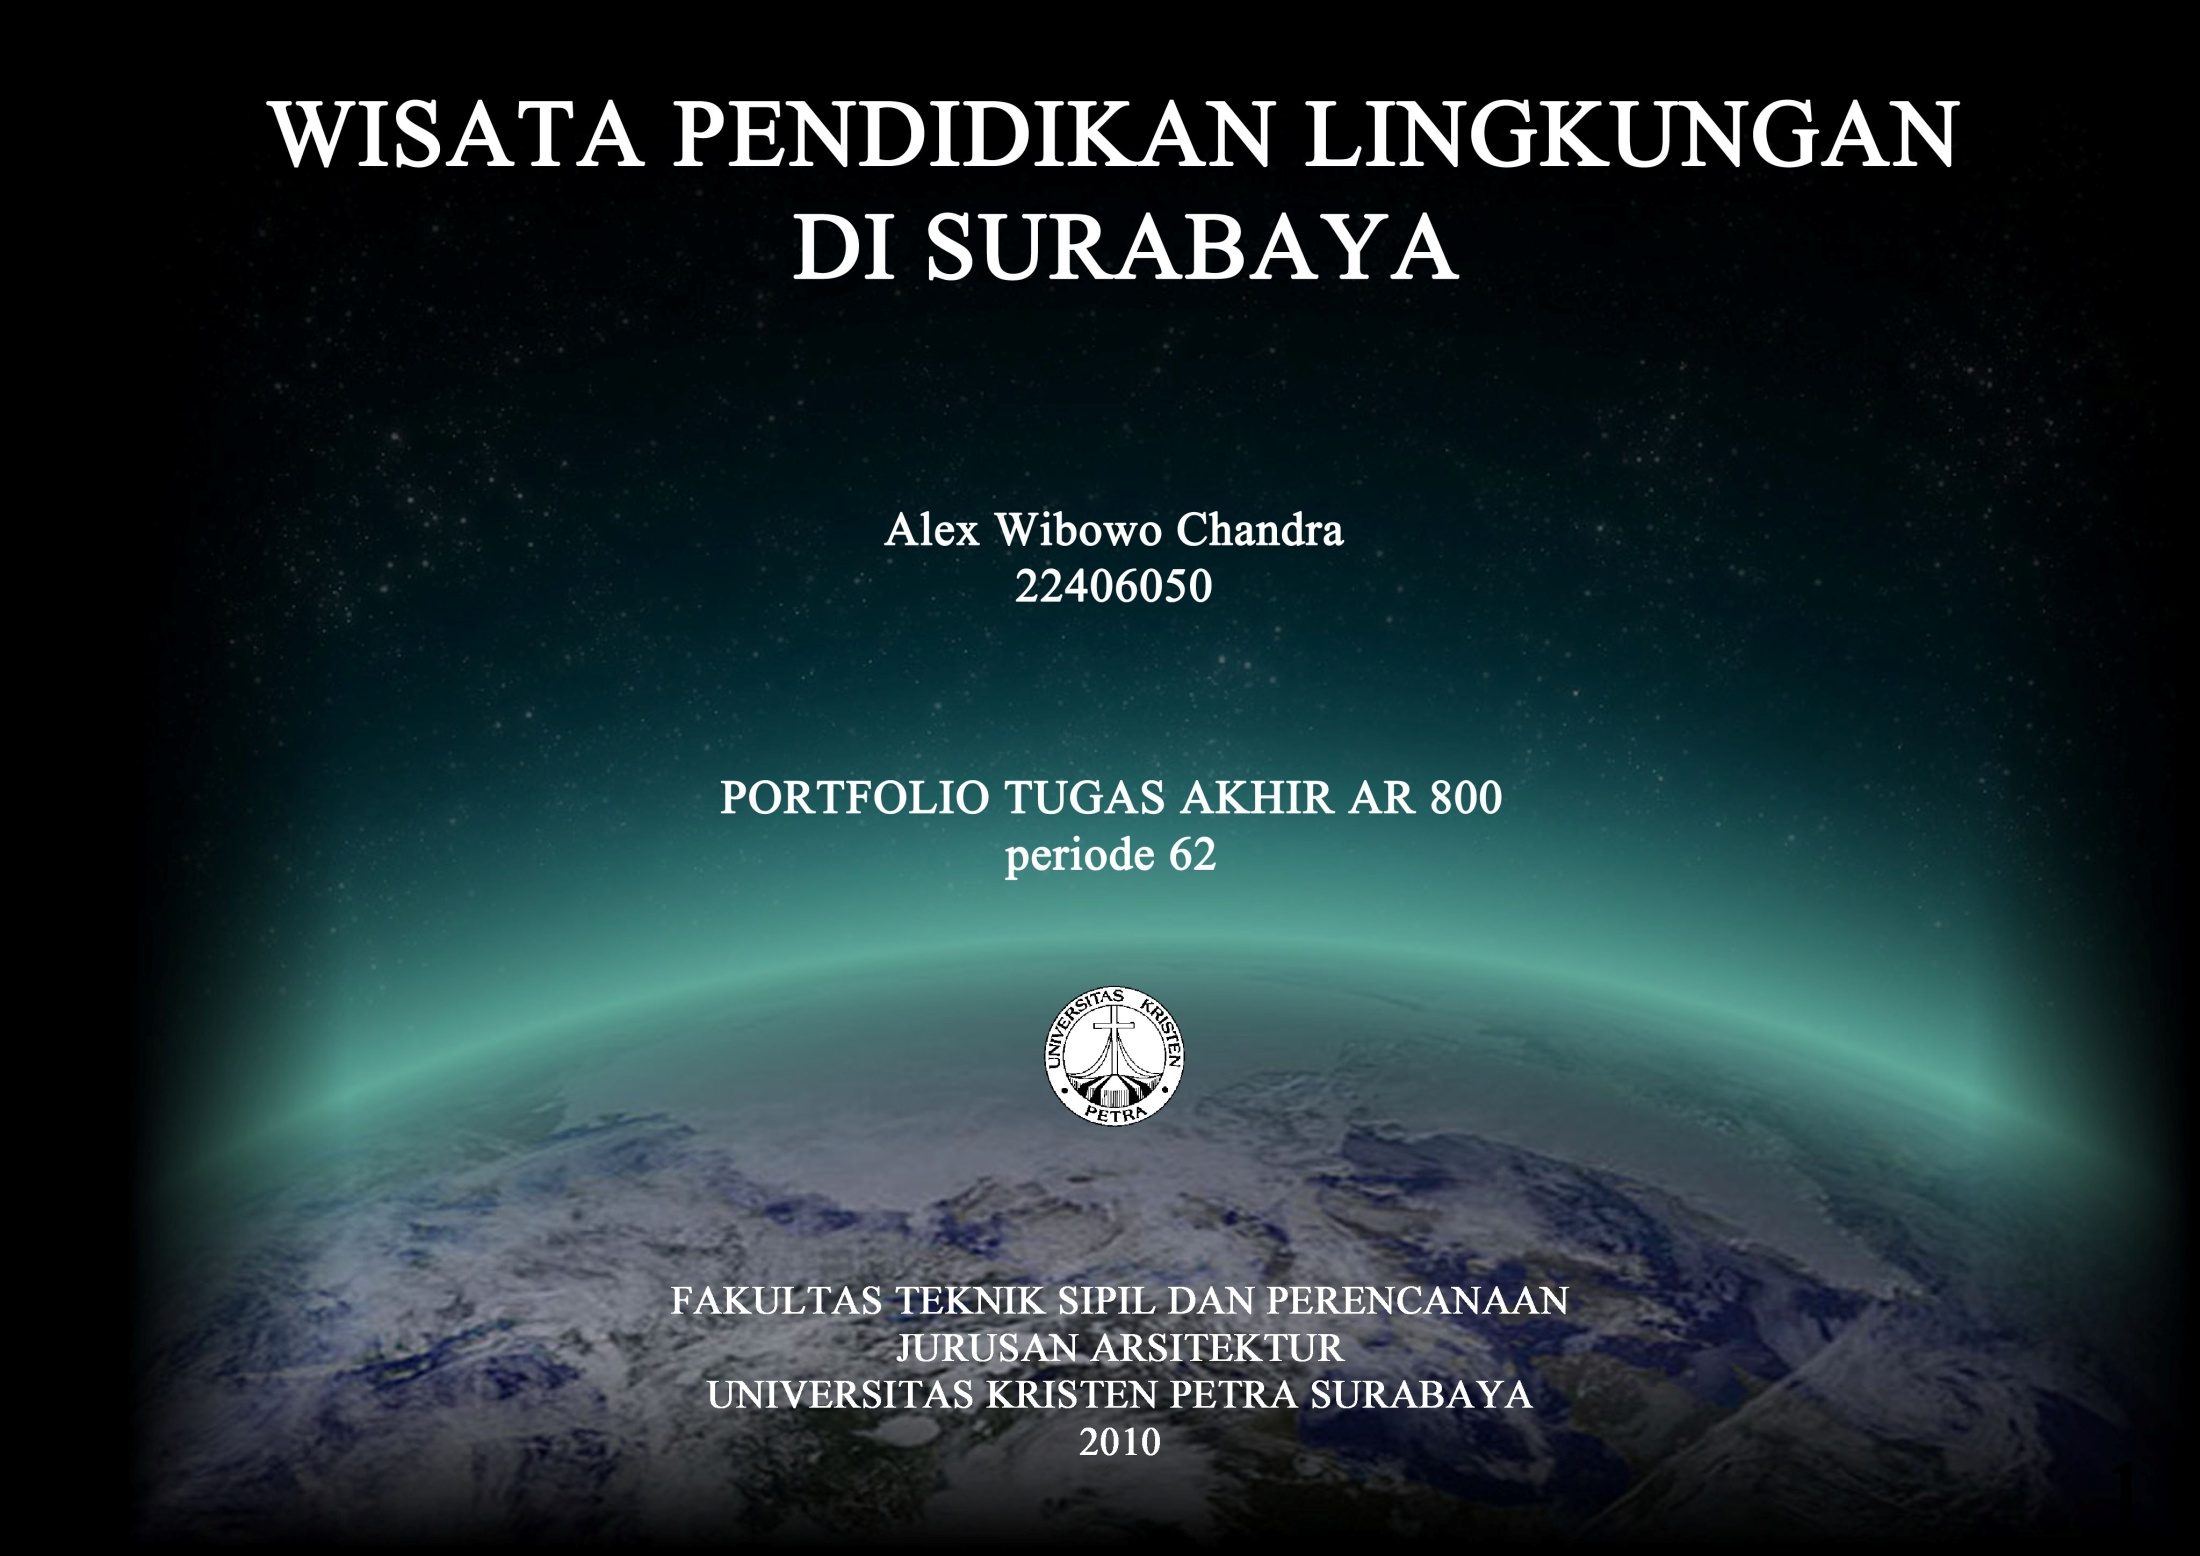 WISATA PENDIDIKAN LINGKUNGAN
DI SURABAYA
Alex Wibowo Chandra
22406050
PORTFOLIO TUGAS AKHIR AR 800
periode 62
UNIVERSITAS KRISTEN
PETRA
FAKULTAS TEKNIK SIPIL DAN PERENCANAAN
JURUSAN ARSITEKTUR
UNIVERSITAS KRISTEN PETRA SURABAYA
2010
1